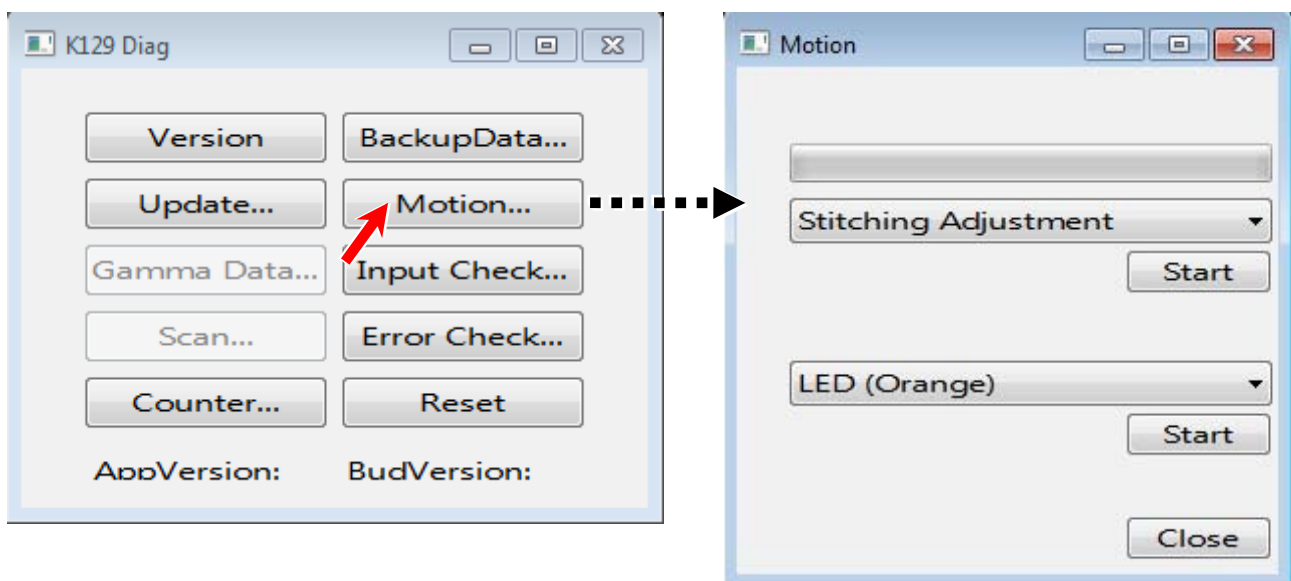 K129 Diag
Version
BackupData...
Update...
Motion...
Gamma Data...
Input Check...
Scan...
Error Check...
Counter...
Reset
AppVersion:
BudVersion:
Motion
Stitching Adjustment
Start
LED (Orange)
Start
Close